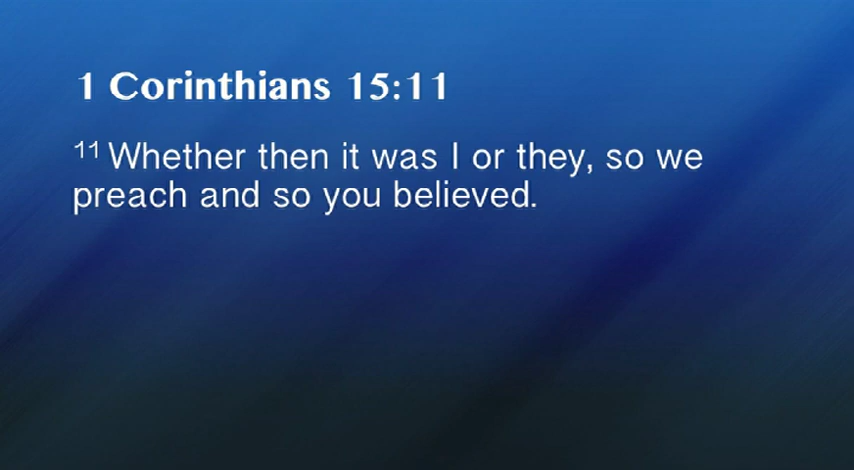 1 Corinthians 15:11
11 Whether then it was I or they, so we
preach and so you believed.